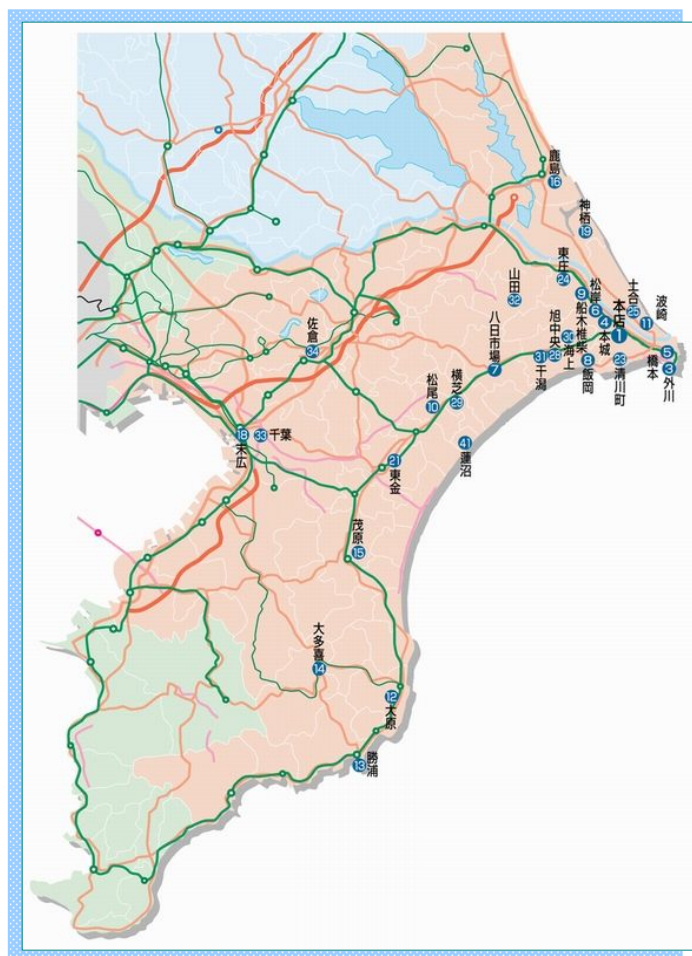 鹿島
16
神栖
19
東庄
24
山田
32
松岸
6
船木椎柴
9
土合
25
波崎
11
本店
1
本城
4
橋本
5
外川
3
清川町
23
飯岡
8
海上
30
旭中央
28
干潟
31
八日市場
7
横芝
29
松尾
10
佐倉
34
蓮沼
41
千葉
33
末広
18
東金
21
茂原
15
大多喜
14
大原
12
勝浦
13